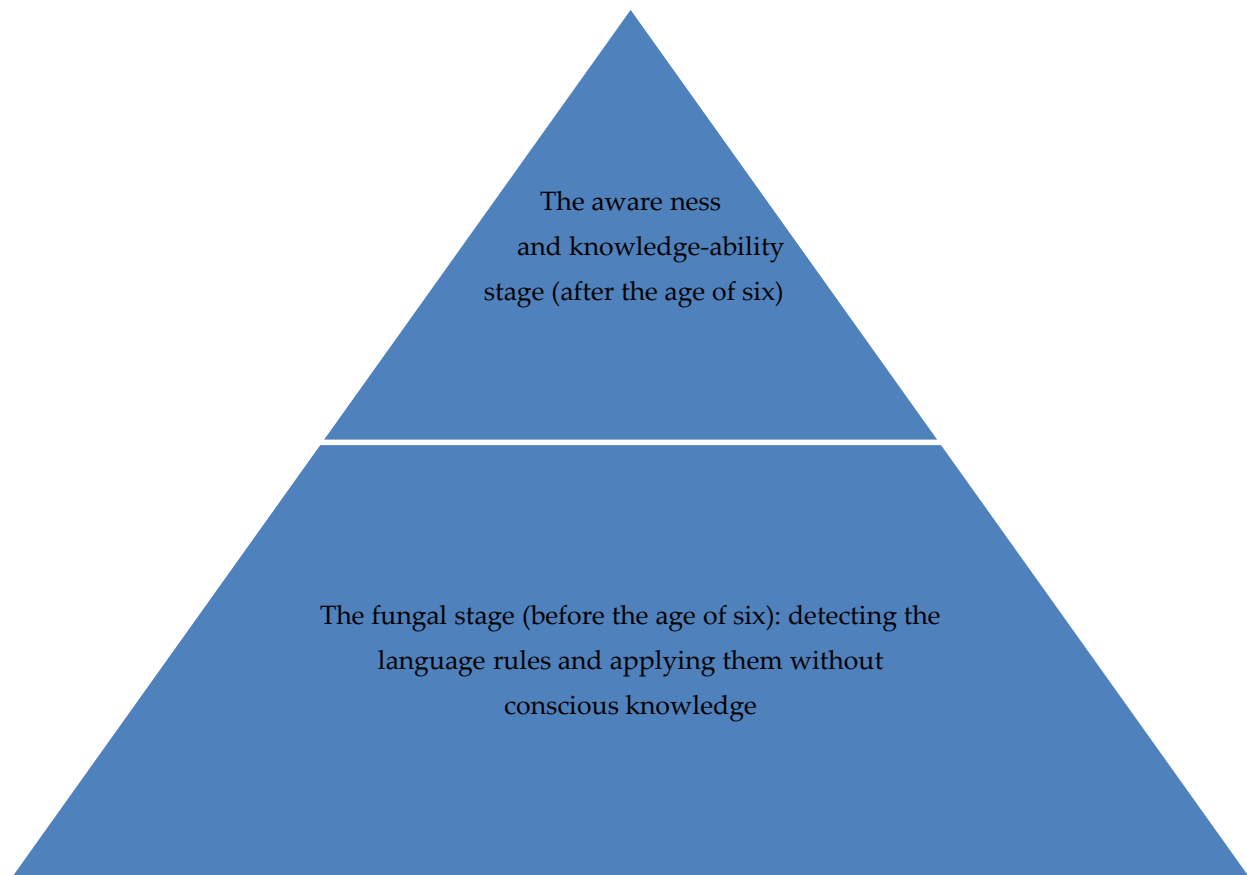 The aware ness
and knowledge-ability
stage (after the age of six)
The fungal stage (before the age of six): detecting the
language rules and applying them without
conscious knowledge